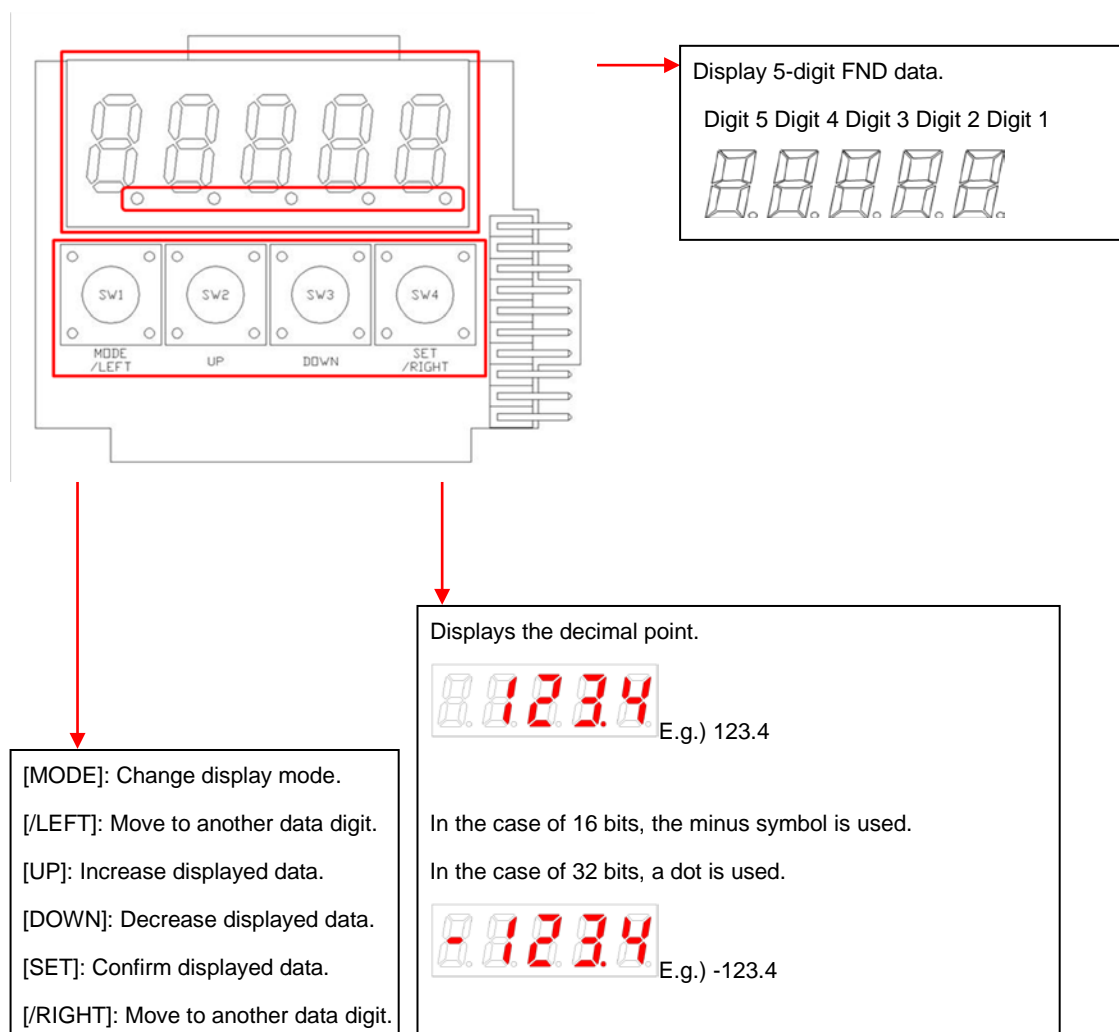 Display 5-digit FND data.
Digit 5 Digit 4 Digit 3 Digit 2 Digit 1
SW1 SW2 SW3 SW4
MODE
/LEFT
UP
DOWN
SET
/RIGHT
Displays the decimal point.
123.4
E.g.) 123.4
In the case of 16 bits, the minus symbol is used.
In the case of 32 bits, a dot is used.
-123.4
E.g.) -123.4
[MODE]: Change display mode.
[/LEFT]: Move to another data digit.
[UP]: Increase displayed data.
[DOWN]: Decrease displayed data.
[SET]: Confirm displayed data.
[/RIGHT]: Move to another data digit.